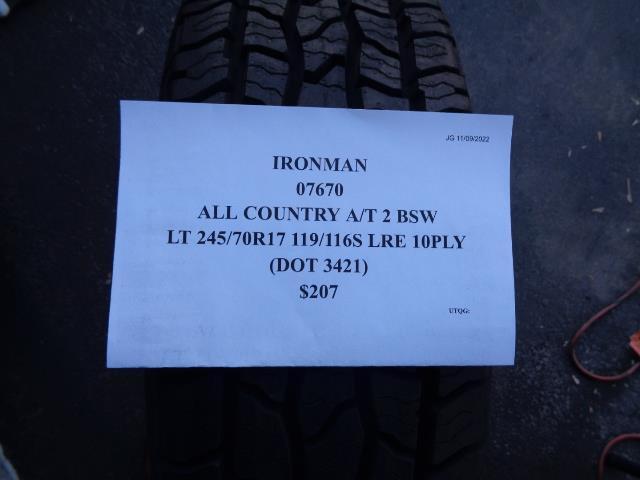 JG 11/09/2022
IRONMAN
07670
ALL COUNTRY A/T 2 BSW
LT 245/70R17 119/116S LRE 10PLY
(DOT 3421)
$207
UTQG: